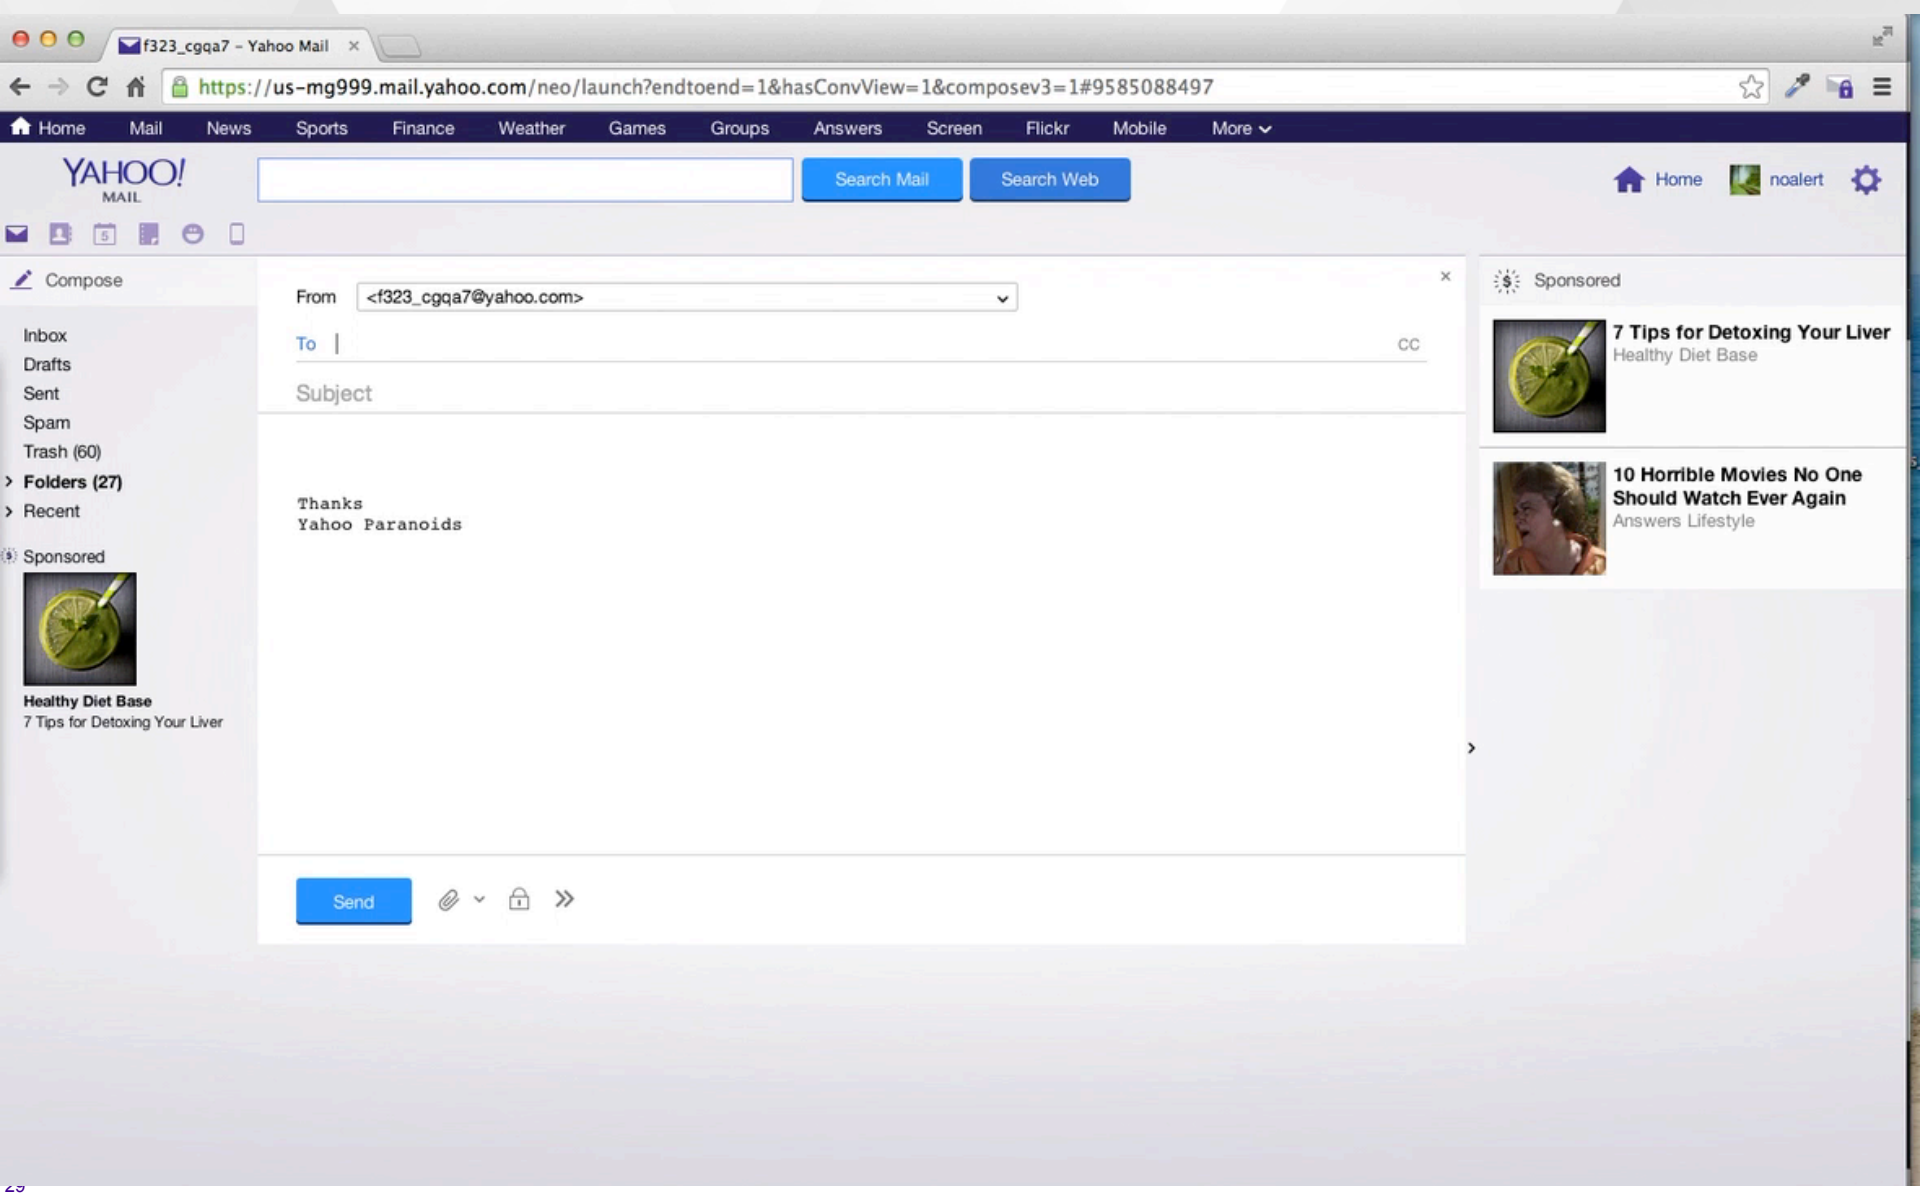 f323_cgqa7 – Yahoo Mail
https://us-mg999.mail.yahoo.com/neo/launch?endtoend=1&hasConvView=1&composev3=1#9585088497
Home Mail News Sports Finance Weather Games Groups Answers Screen Flickr Mobile More
YAHOO!
MAIL
Search Mail
Search Web
Home
noalert
5
Compose
Inbox
Drafts
Sent
Spam
Trash (60)
Folders (27)
Recent
Sponsored
Healthy Diet Base
7 Tips for Detoxing Your Liver
From <f323_cgqa7@yahoo.com>
To
CC
Subject
Thanks
Yahoo Paranoids
Send
$ Sponsored
7 Tips for Detoxing Your Liver
Healthy Diet Base
10 Horrible Movies No One
Should Watch Ever Again
Answers Lifestyle
29